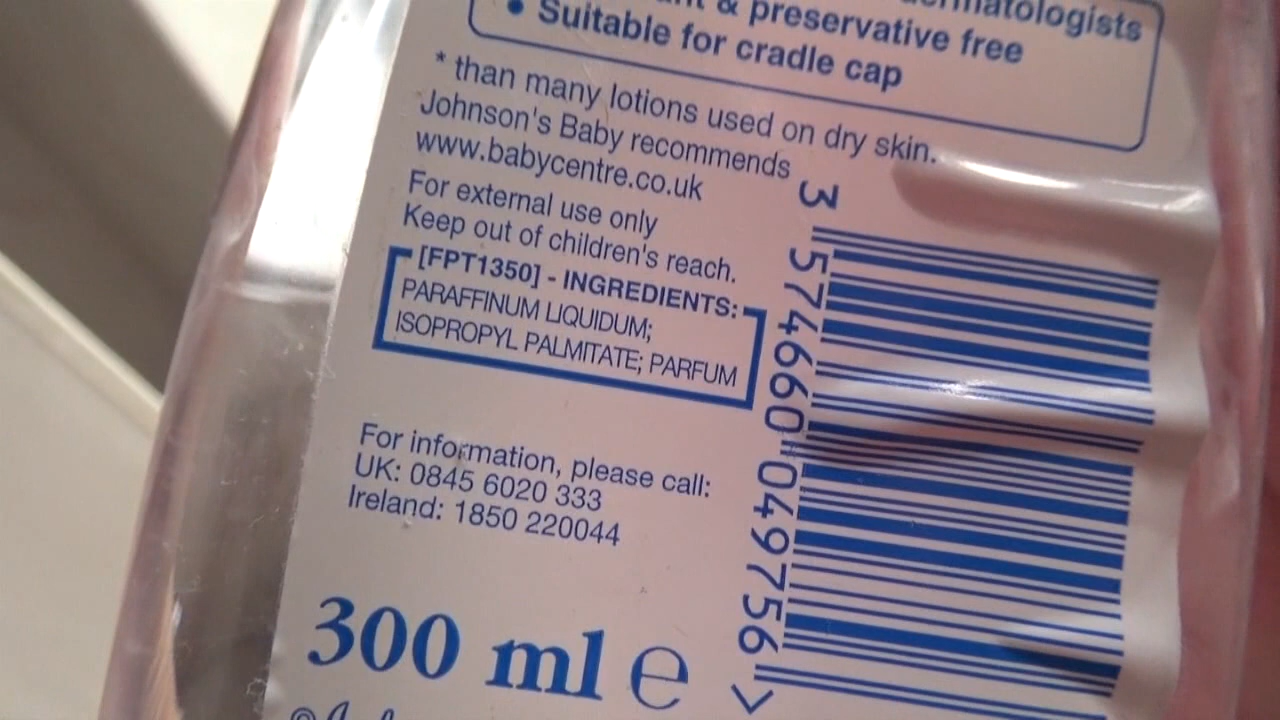 dermatologists
& preservative free
• Suitable for cradle cap
* than many lotions used on dry skin.
Johnson's Baby recommends
www.babycentre.co.uk
For external use only
Keep out of children's reach.
[FPT1350] - INGREDIENTS:
PARAFFINUM LIQUIDUM;
ISOPROPYL PALMITATE; PARFUM
For information, please call:
UK: 0845 6020 333
Ireland: 1850 220044
300 ml e
3 574660 049756 >